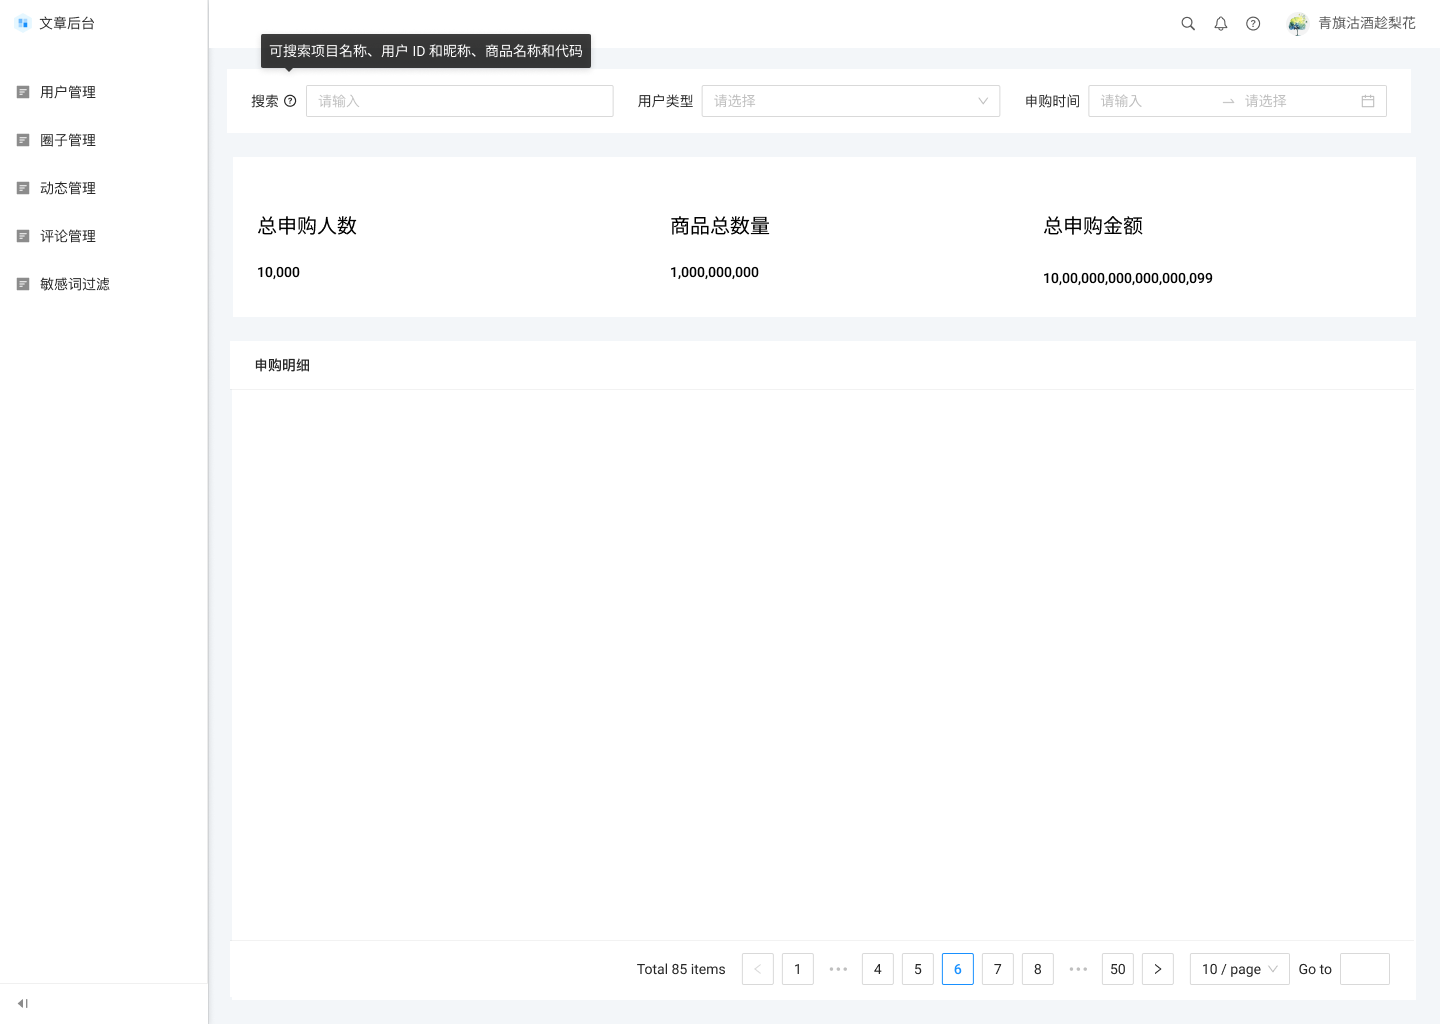 文章后台
青旗沽酒趁梨花
用户管理
圈子管理
动态管理
评论管理
敏感词过滤
可搜索项目名称、用户 ID 和昵称、商品名称和代码
搜索 请输入 用户类型 请选择 申购时间 请输入 请选择
总申购人数 商品总数量 总申购金额
10,000 1,000,000,000 10,00,000,000,000,000,099
申购明细
Total 85 items 1 ••• 4 5 6 7 8 ••• 50 10 / page Go to